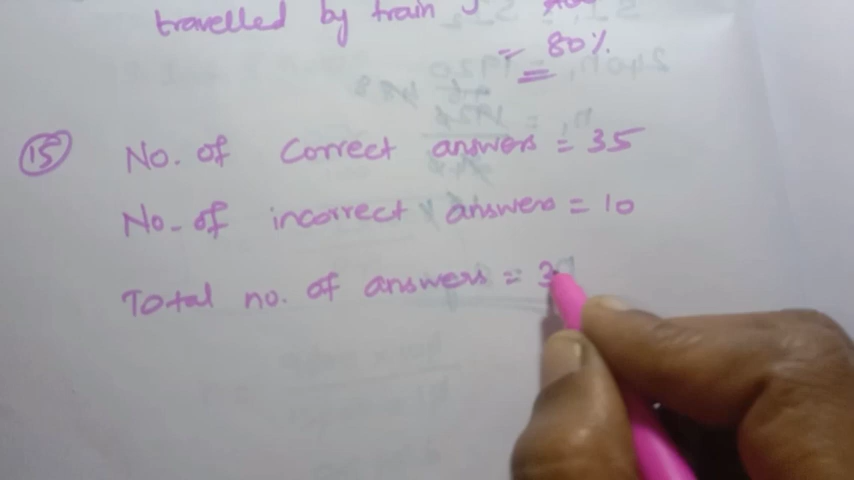 travelled by train
= 80%
15 No. of correct answers = 35
No. of incorrect answers = 10
Total no. of answers = 3